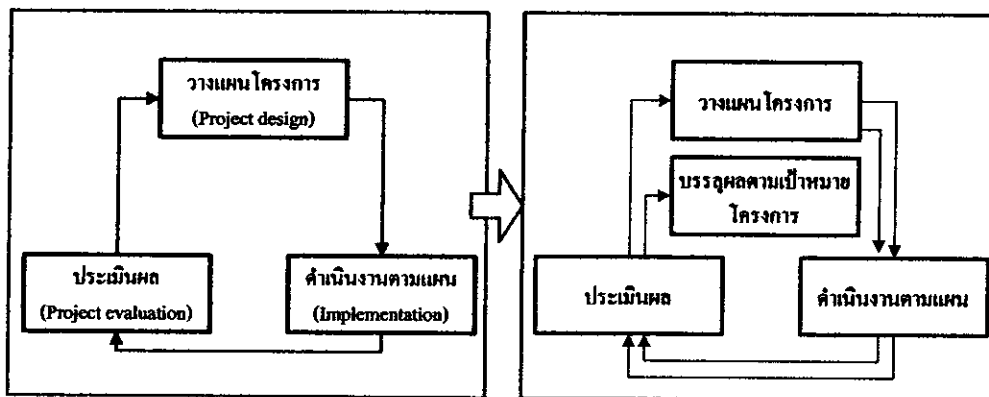 วางแผนโครงการ
(Project design)
ประเมินผล
(Project evaluation)
ดำเนินงานตามแผน
(Implementation)
วางแผนโครงการ
บรรลุผลตามเป้าหมาย
โครงการ
ประเมินผล
ดำเนินงานตามแผน